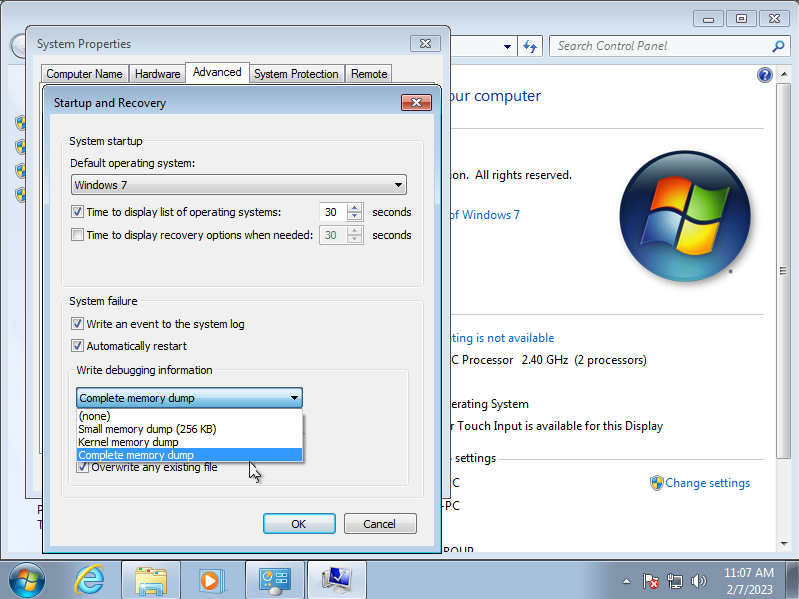 System Properties
Search Control Panel
Computer Name
Hardware
Advanced
System Protection
Remote
Startup and Recovery
System startup
Default operating system:
Windows 7
Time to display list of operating systems:
30
seconds
Time to display recovery options when needed:
30
seconds
System failure
Write an event to the system log
Automatically restart
Write debugging information
Complete memory dump
(none)
Small memory dump (256 KB)
Kernel memory dump
Complete memory dump
Overwrite any existing file
OK
Cancel
our computer
ion. All rights reserved.
of Windows 7
ting is not available
C Processor 2.40 GHz (2 processors)
erating System
r Touch Input is available for this Display
settings
PC
Change settings
-PC
ROUP
11:07 AM
2/7/2023